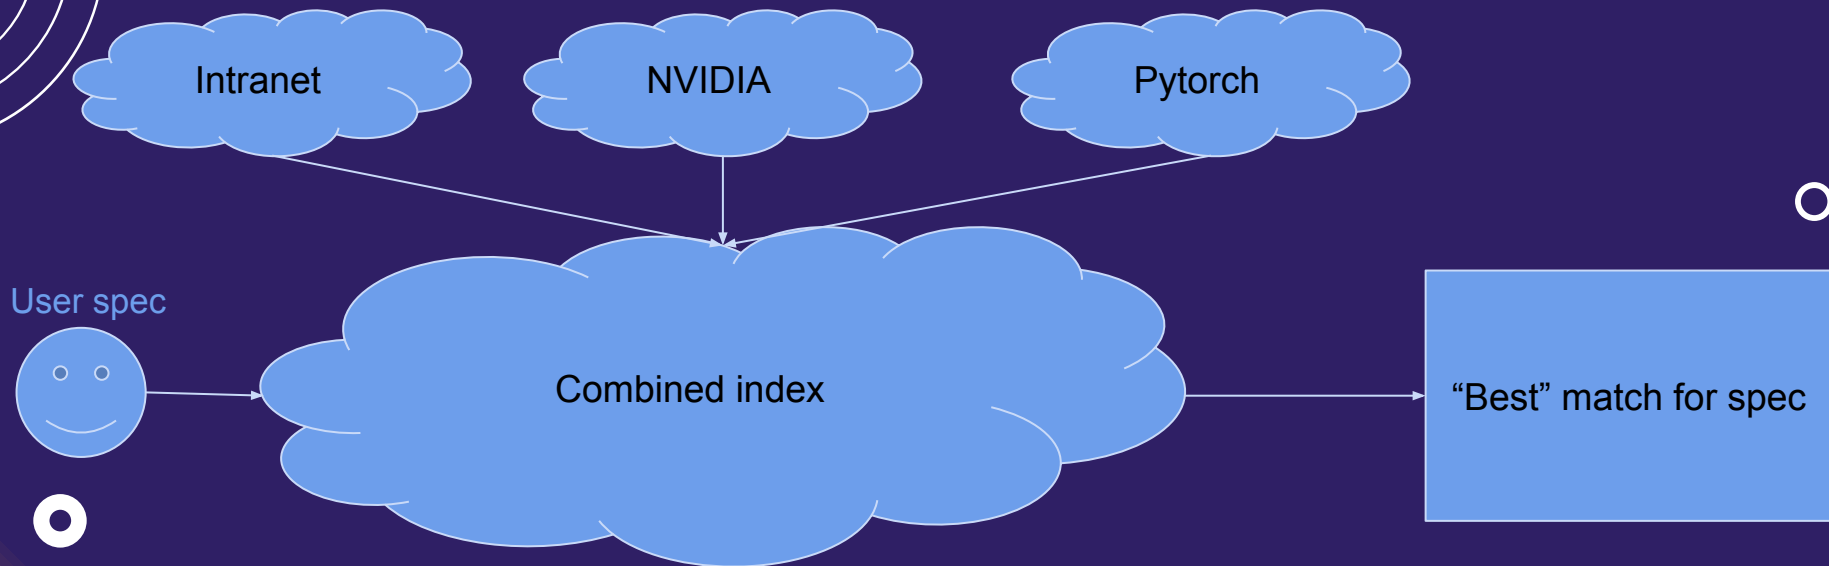 Intranet
NVIDIA
Pytorch
User spec
Combined index
“Best” match for spec